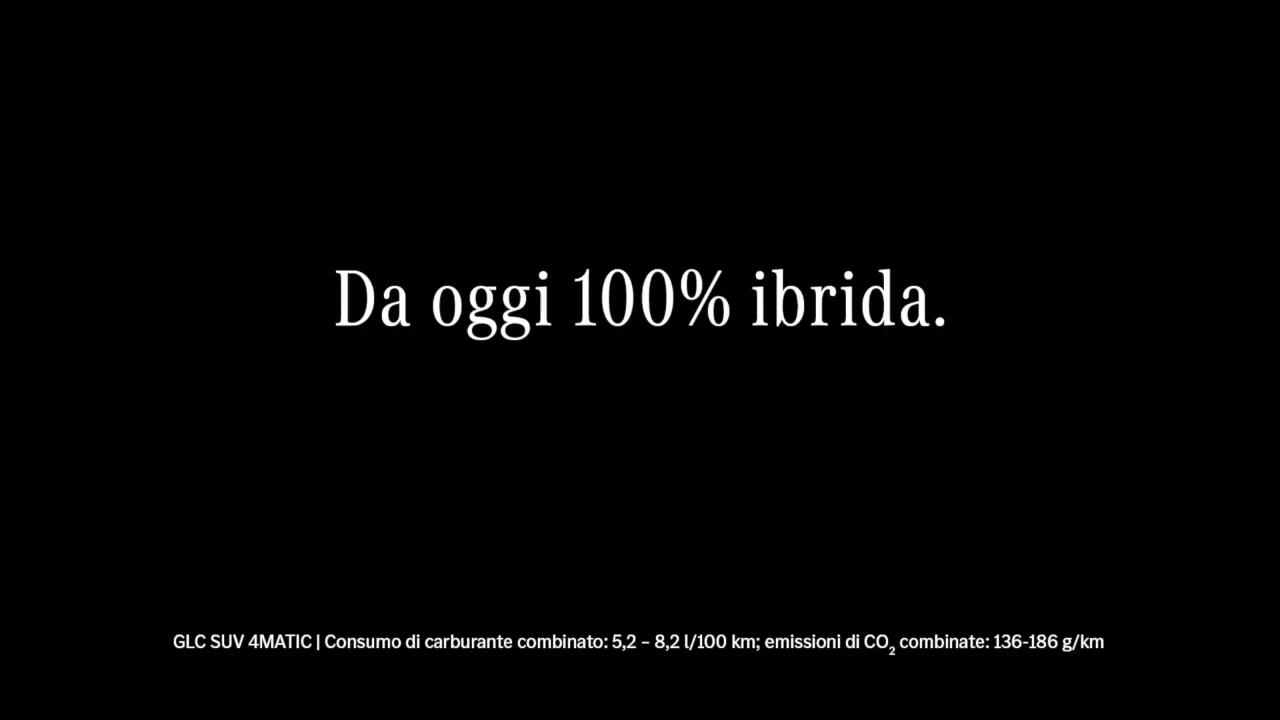 Da oggi 100% ibrida.
GLC SUV 4MATIC | Consumo di carburante combinato: 5,2 – 8,2 l/100 km; emissioni di CO₂ combinate: 136-186 g/km